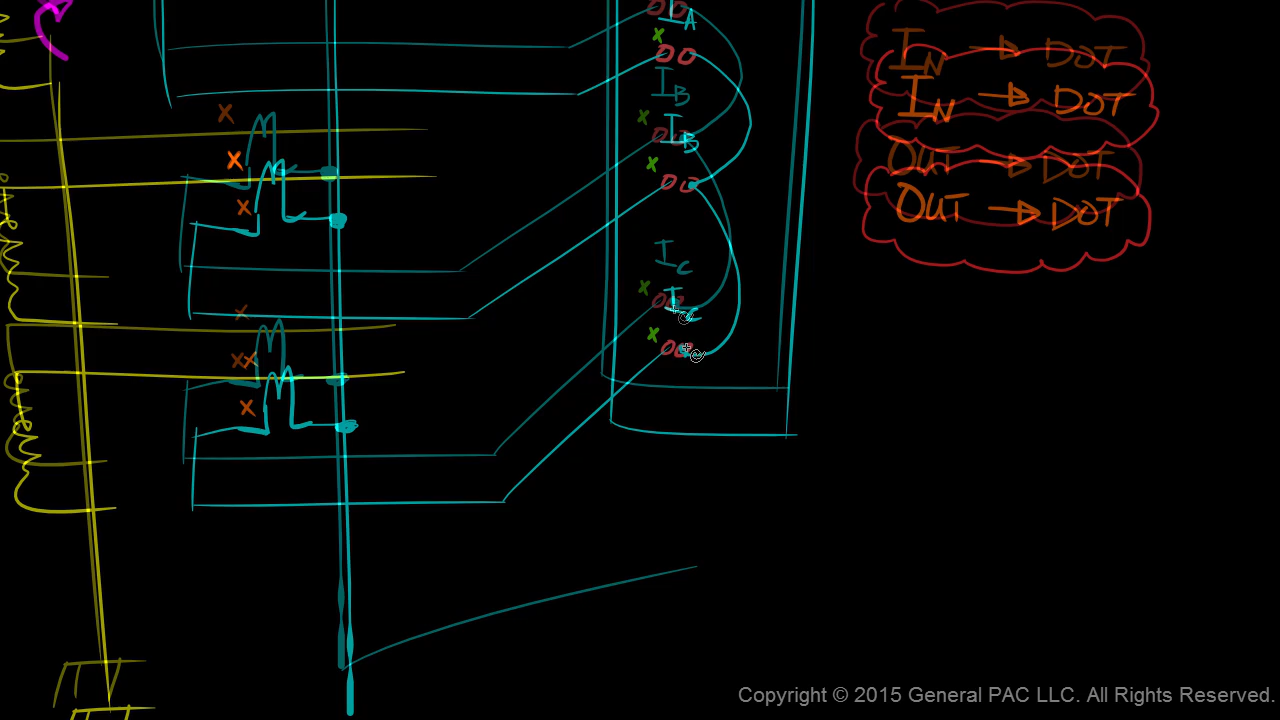 IA
IB
IB
IC
IC
IN → DOT
IN → DOT
OUT → DOT
OUT → DOT
Copyright © 2015 General PAC LLC. All Rights Reserved.